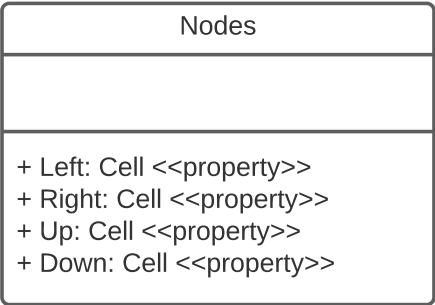 Nodes
+ Left: Cell <<property>>
+ Right: Cell <<property>>
+ Up: Cell <<property>>
+ Down: Cell <<property>>